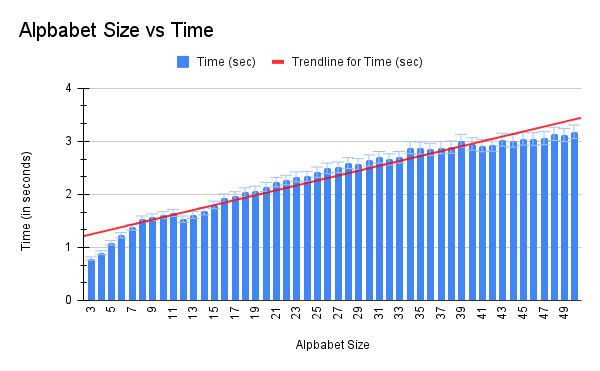 Alpbabet Size vs Time
Time (sec) Trendline for Time (sec)
4
3
2
1
0
Time (in seconds)
3 5 7 9 11 13 15 17 19 21 23 25 27 29 31 33 35 37 39 41 43 45 47 49
Alphabet Size